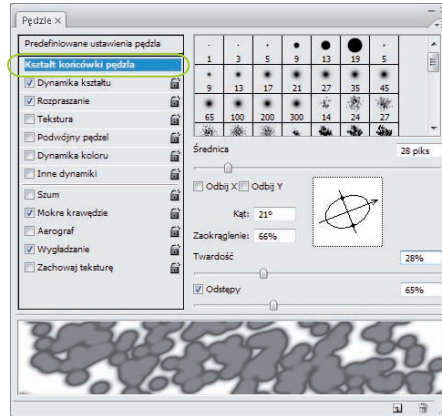 Pędzle ×
Predefiniowane ustawienia pędzla
Kształt końcówki pędzla
Dynamika kształtu
Rozpraszanie
Tekstura
Podwójny pędzel
Dynamika koloru
Inne dynamiki
Szum
Mokre krawędzie
Aerograf
Wygładzanie
Zachowaj teksturę
1 3 5 9 13 19 5
9 13 17 21 27 35 45
65 100 200 300 14 24 27
Średnica 28 piks
Odbij X Odbij Y
Kąt: 21º
Zaokrąglenie: 66%
Twardość 28%
Odstępy 65%